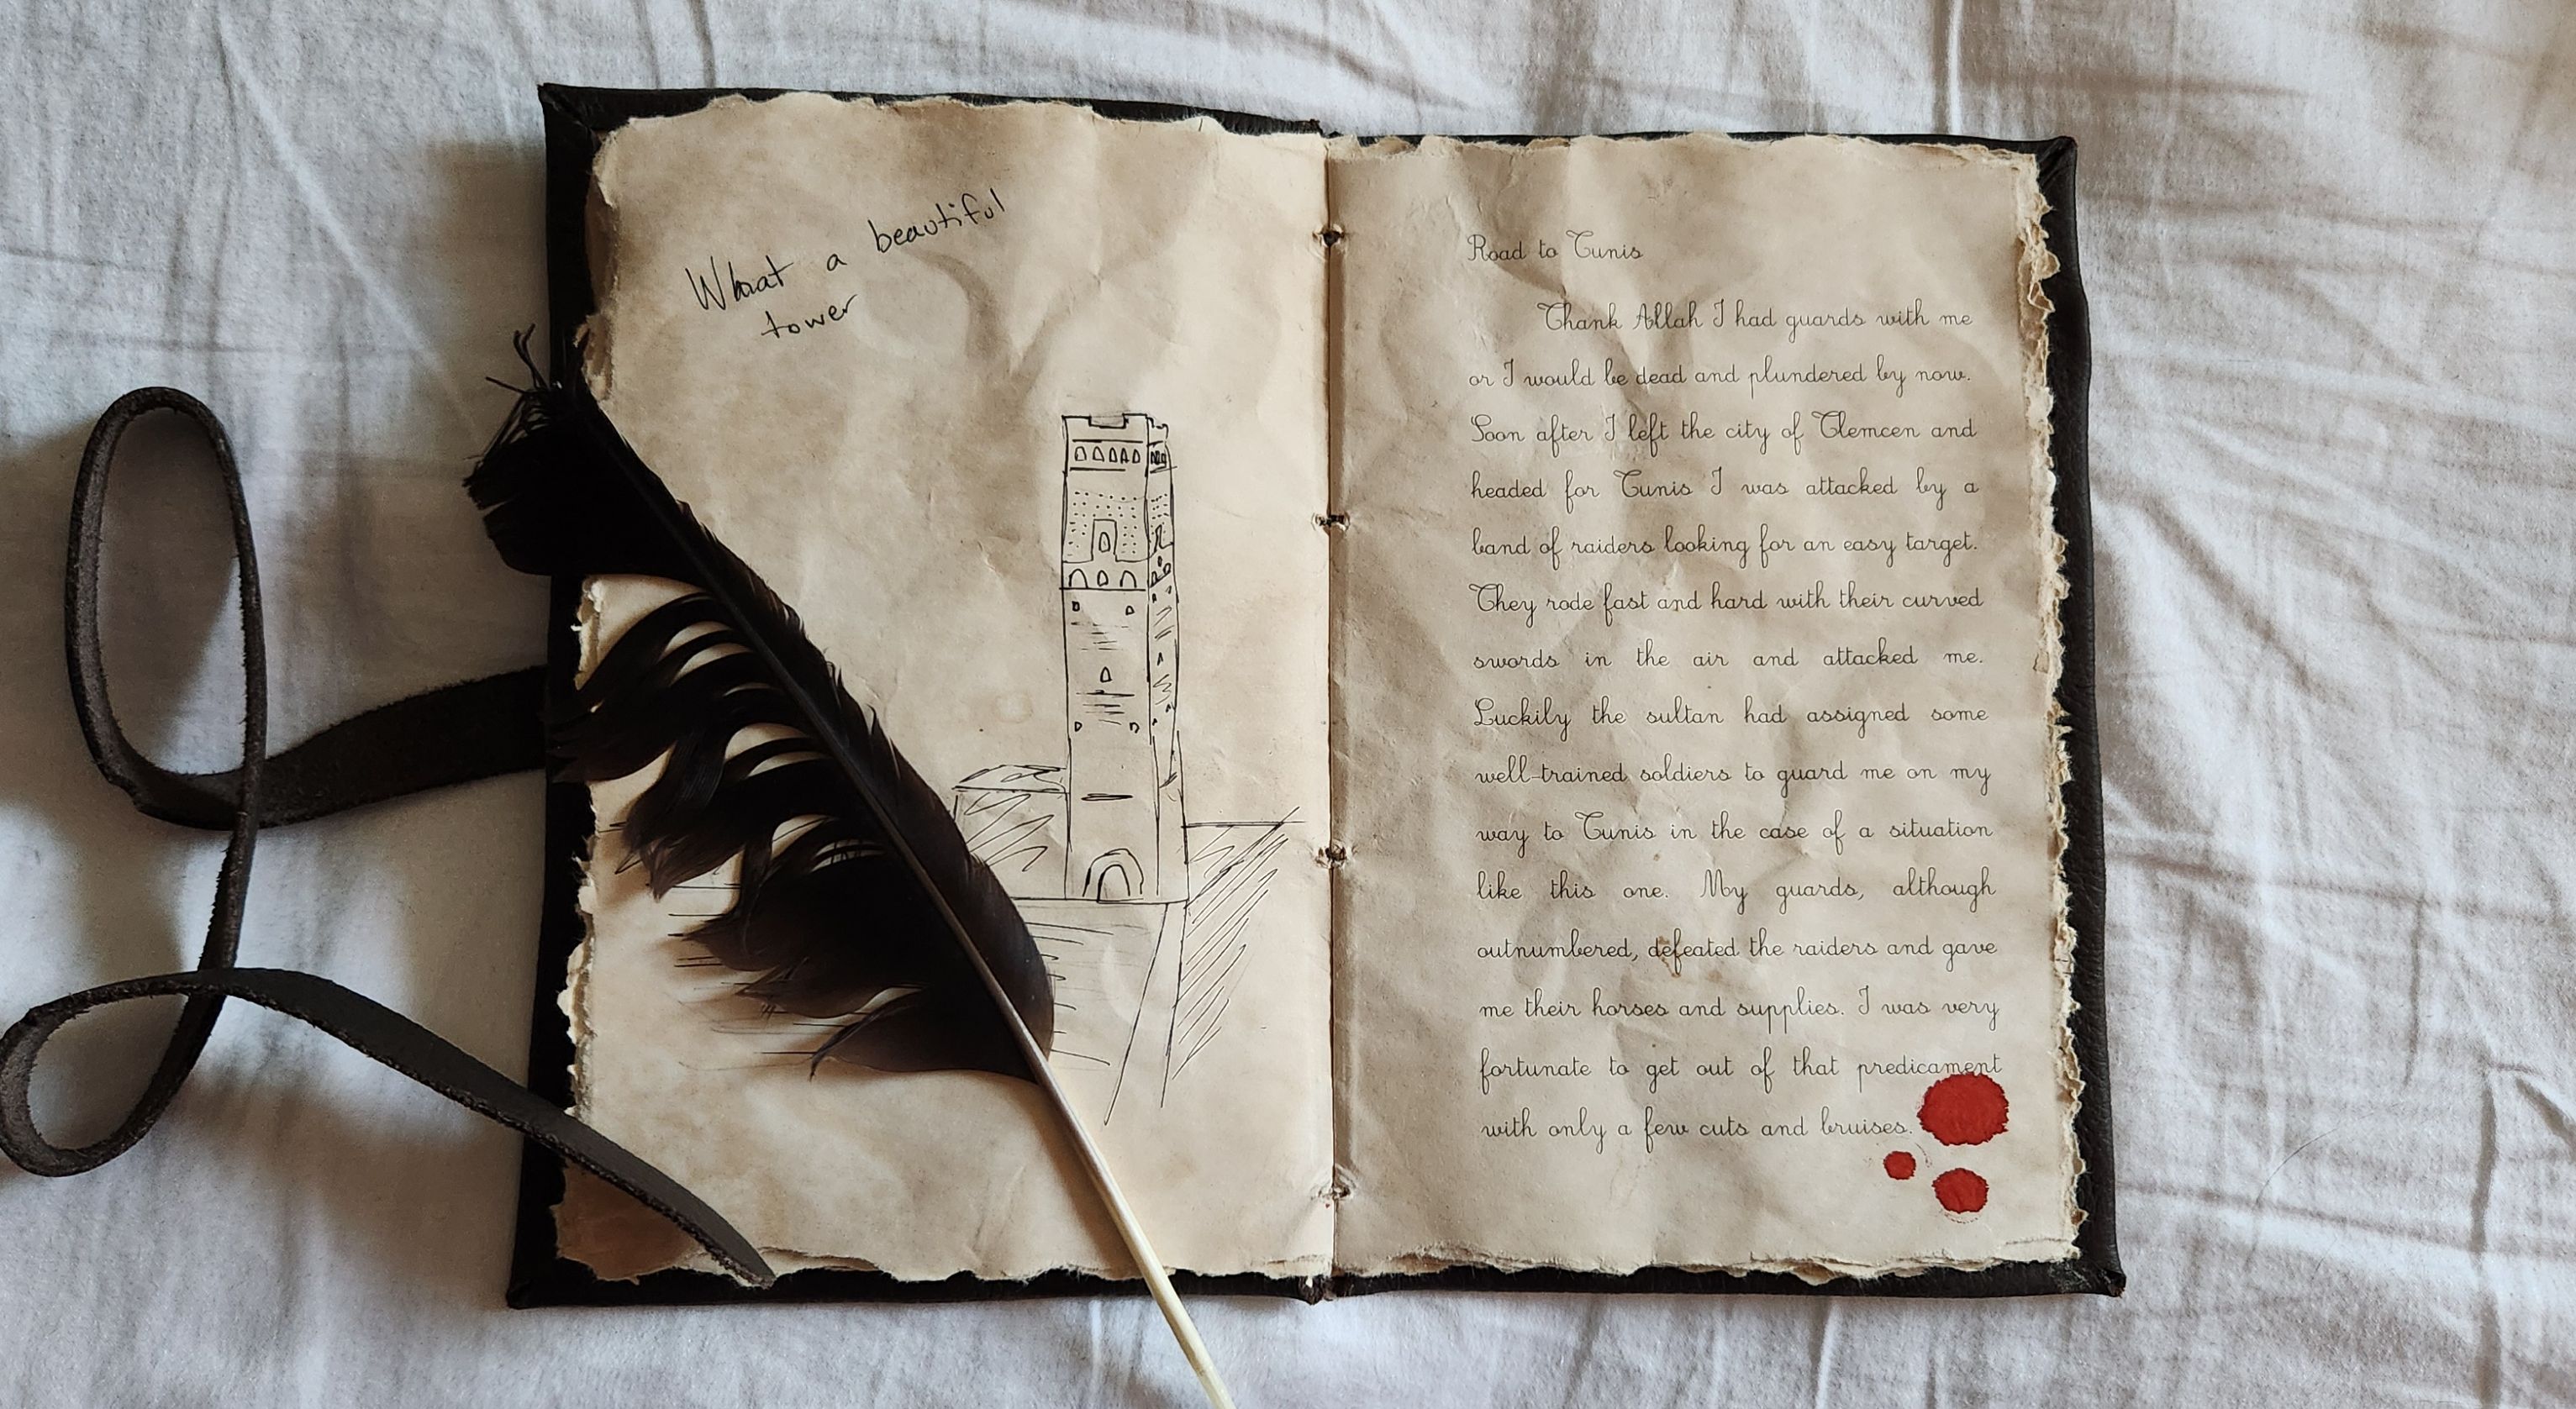 What a beautiful
tower
Road to Tunis
Thank Allah I had guards with me
or I would be dead and plundered by now.
Soon after I left the city of Tlemcen and
headed for Tunis I was attacked by a
band of raiders looking for an easy target.
They rode fast and hard with their curved
swords in the air and attacked me.
Luckily the sultan had assigned some
well-trained soldiers to guard me on my
way to Tunis in the case of a situation
like this one. My guards, although
outnumbered, defeated the raiders and gave
me their horses and supplies. I was very
fortunate to get out of that predicament
with only a few cuts and bruises.